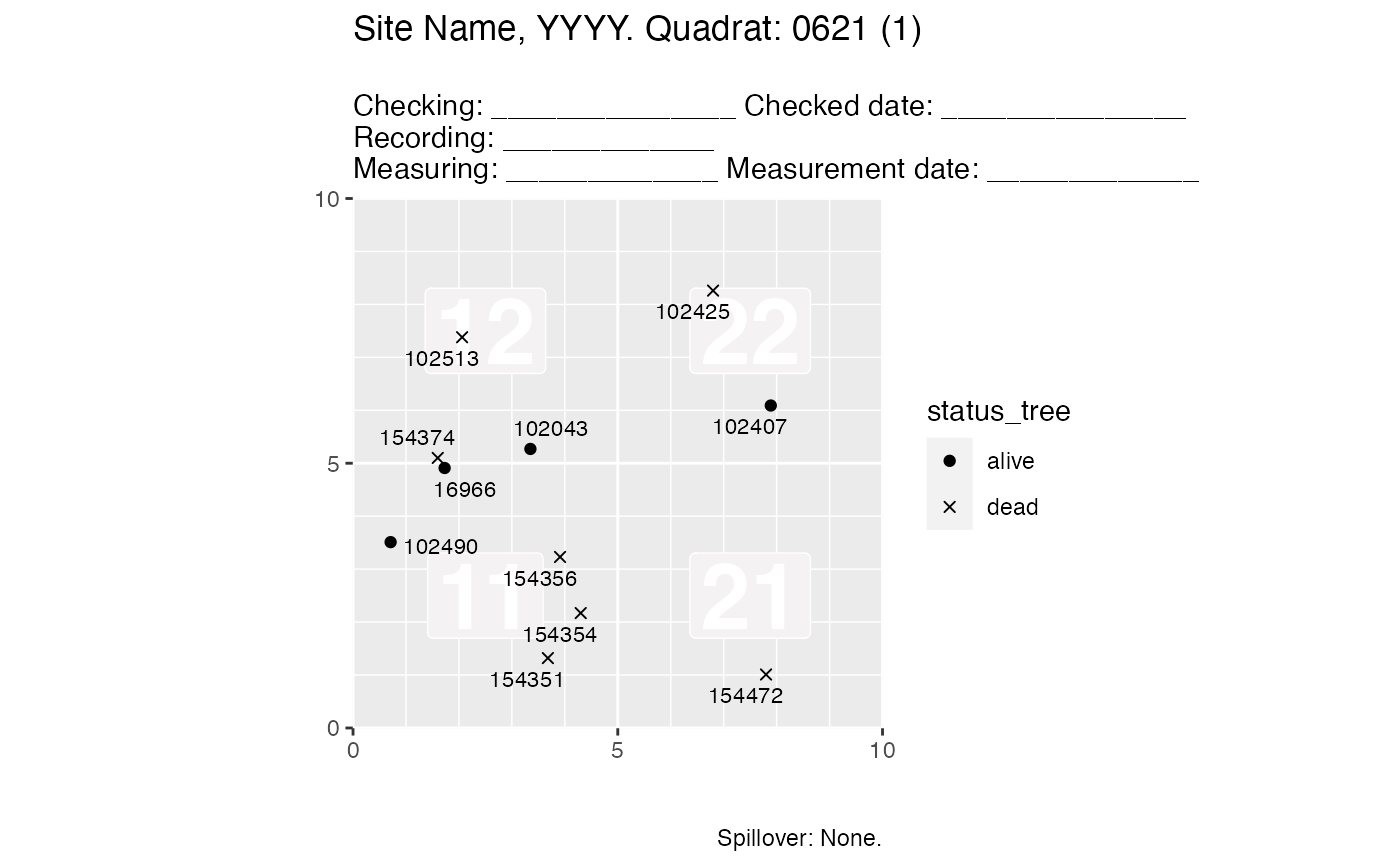 Site Name, YYYY. Quadrat: 0621 (1)
Checking: _______________ Checked date: _______________
Recording: _____________
Measuring: _____________ Measurement date: _____________
10
102425
12
22
102513
102407
102043
154374
status_tree
5
16966
alive
dead
102490
154356
11
21
154354
154351
154472
0
0 5 10
Spillover: None.